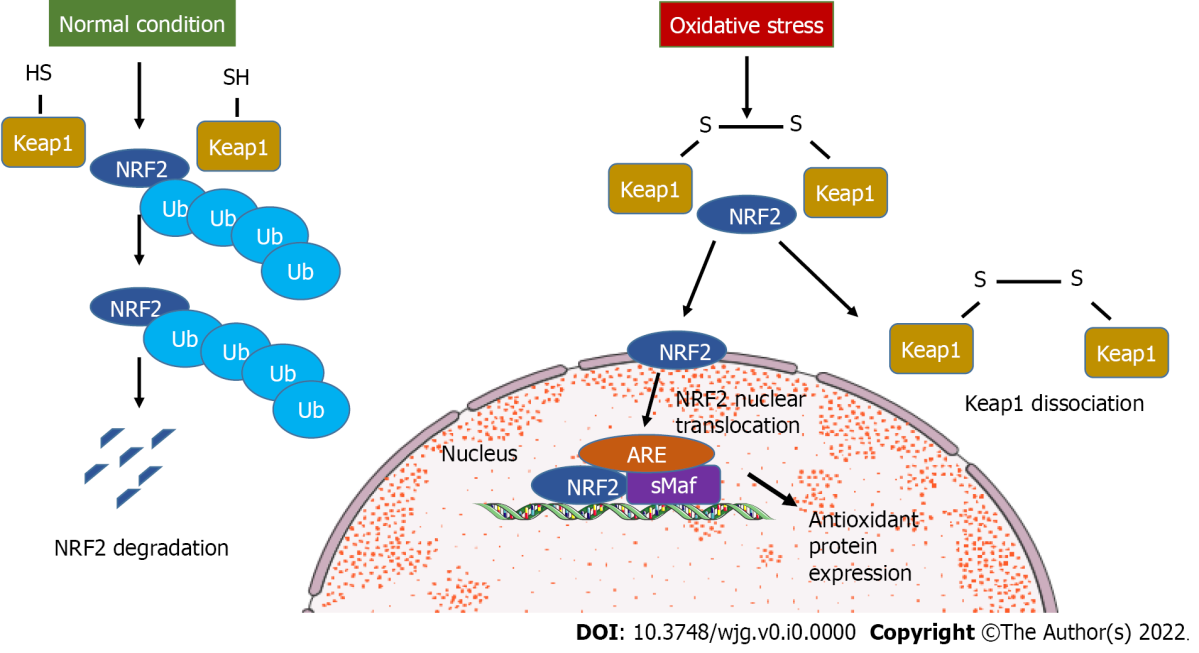 Normal condition
HS
SH
Keap1
Keap1
NRF2
Ub
Ub
Ub
Ub
NRF2
Ub
Ub
Ub
Ub
NRF2 degradation
Oxidative stress
S
S
Keap1
Keap1
NRF2
S
S
Keap1
Keap1
Keap1 dissociation
NRF2
NRF2 nuclear
translocation
Nucleus
ARE
NRF2
sMaf
Antioxidant
protein
expression
DOI: 10.3748/wjg.v0.i0.0000 Copyright ©The Author(s) 2022.